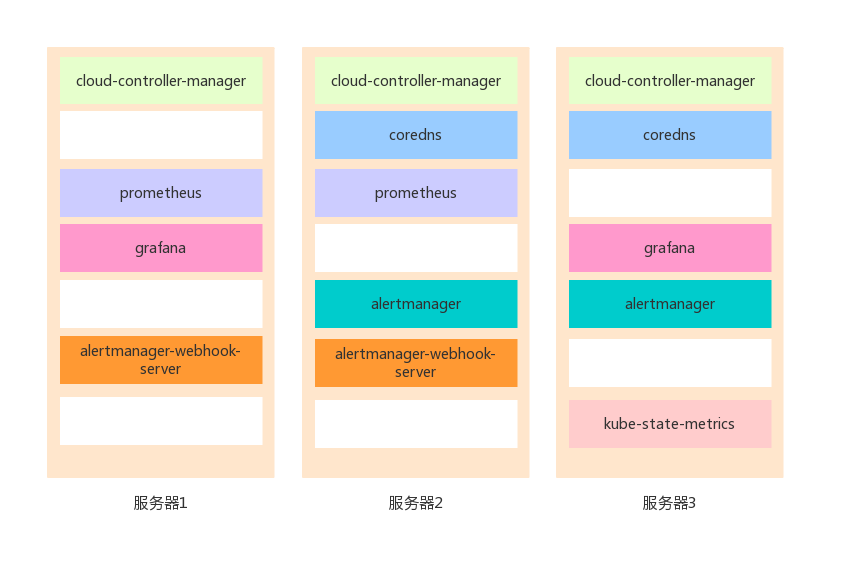 cloud-controller-manager
prometheus
grafana
alertmanager-webhook-
server
服务器1
cloud-controller-manager
coredns
prometheus
alertmanager
alertmanager-webhook-
server
服务器2
cloud-controller-manager
coredns
grafana
alertmanager
kube-state-metrics
服务器3